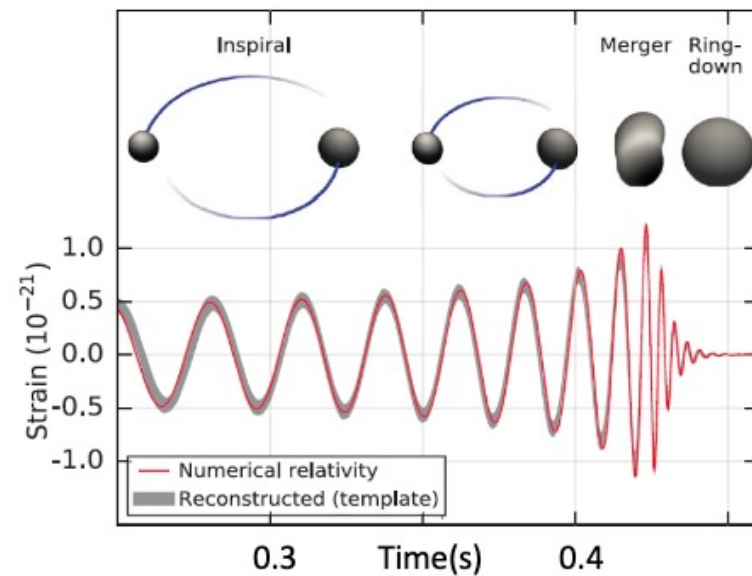 Inspiral
Merger Ring-
down
1.0
0.5
0.0
-0.5
-1.0
Strain (10⁻²¹)
Numerical relativity
Reconstructed (template)
0.3 Time(s) 0.4